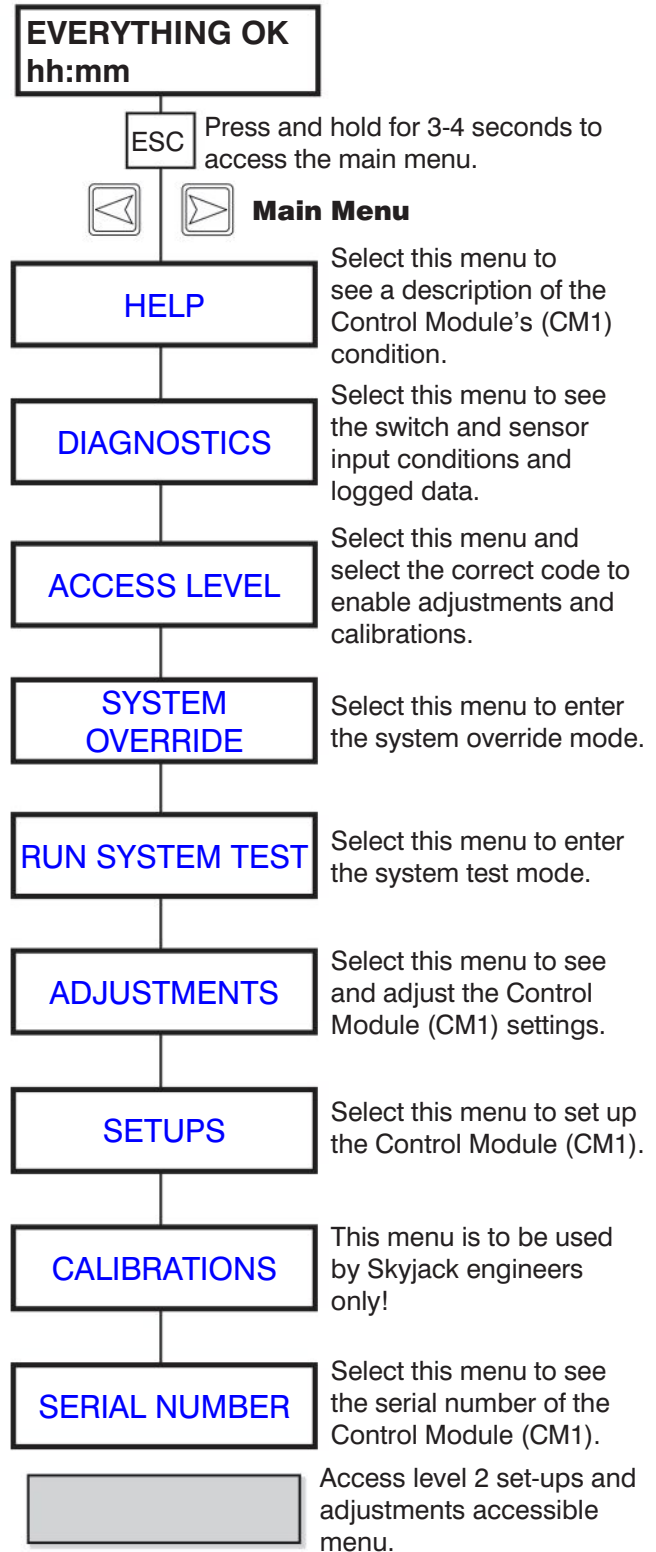 EVERYTHING OK
hh:mm
ESC
Press and hold for 3-4 seconds to
access the main menu.
Main Menu
HELP
Select this menu to
see a description of the
Control Module’s (CM1)
condition.
DIAGNOSTICS
Select this menu to see
the switch and sensor
input conditions and
logged data.
ACCESS LEVEL
Select this menu and
select the correct code to
enable adjustments and
calibrations.
SYSTEM
OVERRIDE
Select this menu to enter
the system override mode.
RUN SYSTEM TEST
Select this menu to enter
the system test mode.
ADJUSTMENTS
Select this menu to see
and adjust the Control
Module (CM1) settings.
SETUPS
Select this menu to set up
the Control Module (CM1).
CALIBRATIONS
This menu is to be used
by Skyjack engineers
only!
SERIAL NUMBER
Select this menu to see
the serial number of the
Control Module (CM1).
Access level 2 set-ups and
adjustments accessible
menu.